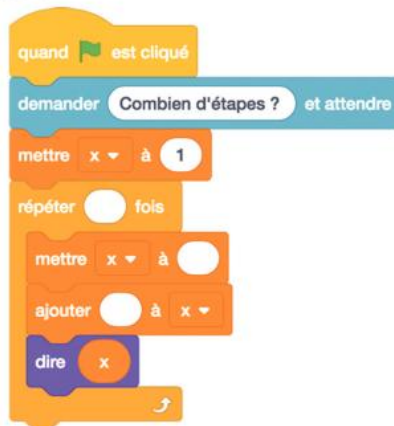 quand est cliqué
demander Combien d'étapes ? et attendre
mettre x à 1
répéter fois
mettre x à
ajouter à x
dire x